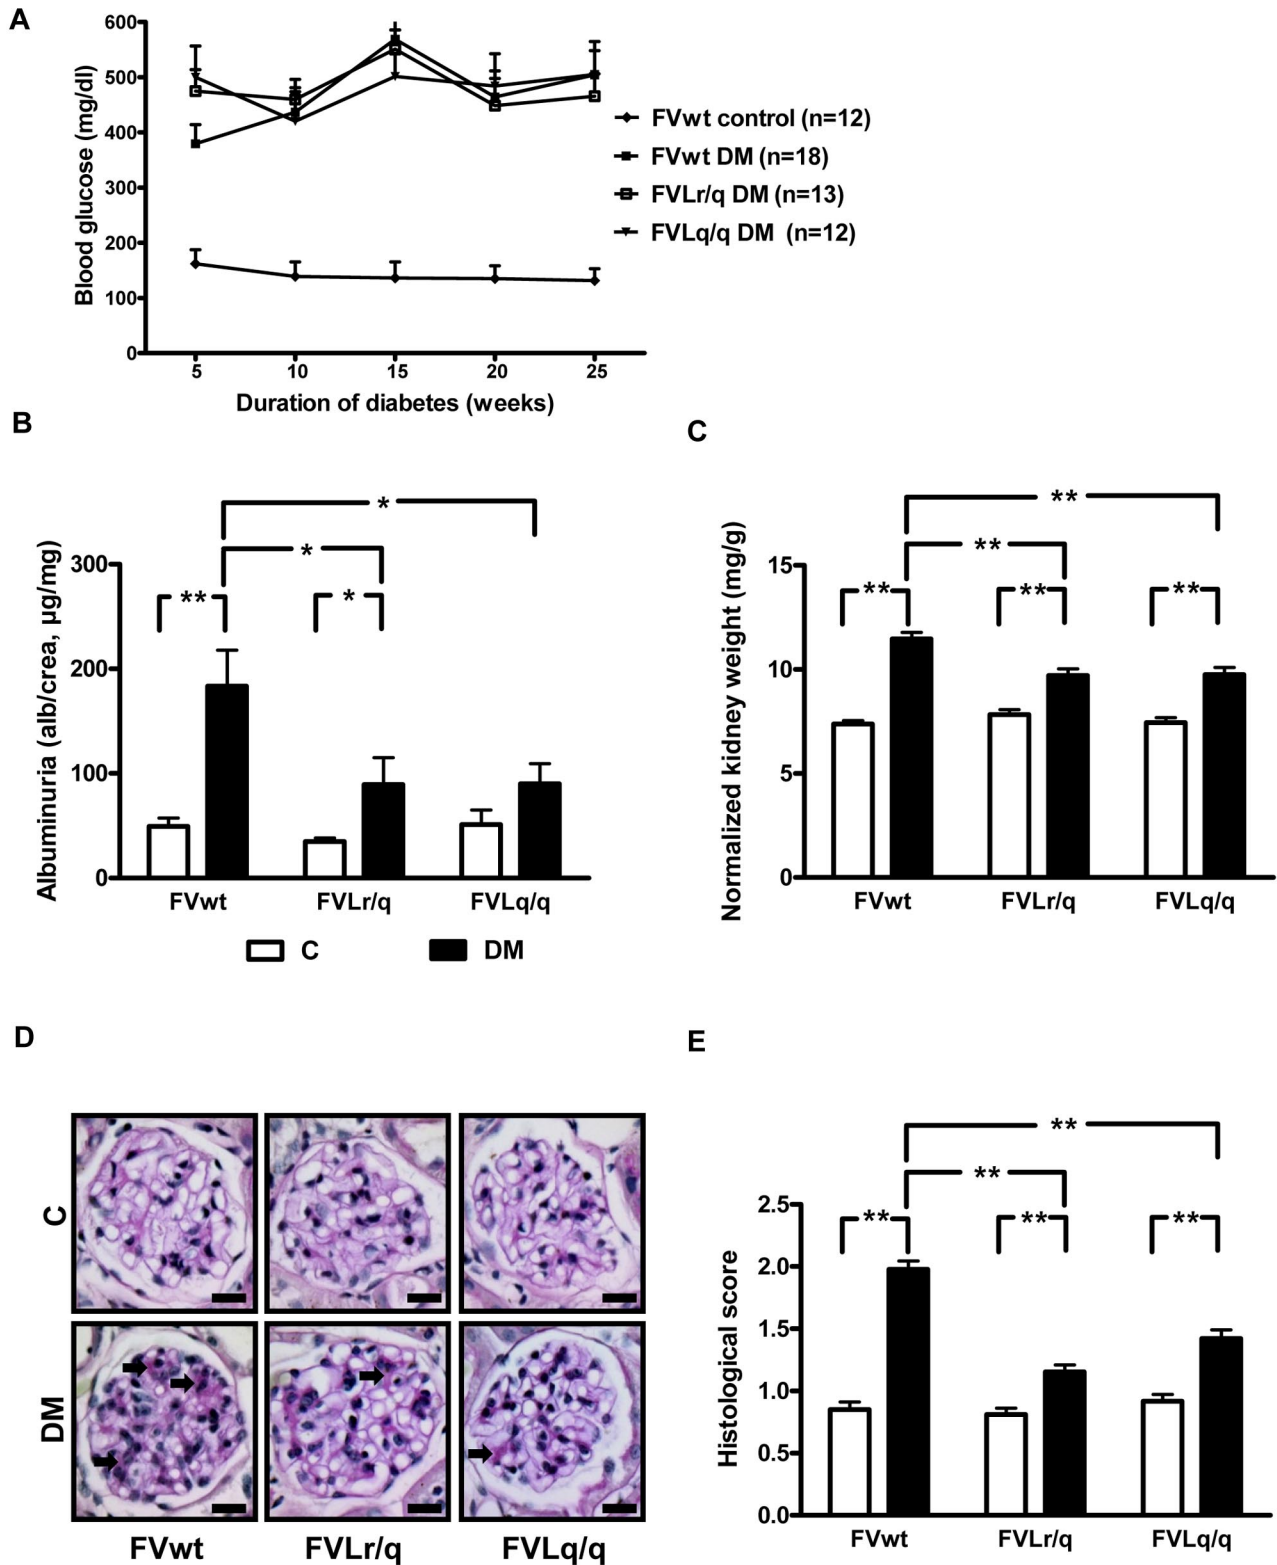 A
600
500
400
300
200
100
0
Blood glucose (mg/dl)
5 10 15 20 25
Duration of diabetes (weeks)
FVwt control (n=12)
FVwt DM (n=18)
FVLr/q DM (n=13)
FVLq/q DM (n=12)
B
* 
*
** *
300
200
100
0
Albuminuria (alb/crea, µg/mg)
FVwt FVLr/q FVLq/q
C DM
C
**
**
** ** **
15
10
5
0
Normalized kidney weight (mg/g)
FVwt FVLr/q FVLq/q
D
C
DM
FVwt FVLr/q FVLq/q
E
**
**
** ** **
2.5
2.0
1.5
1.0
0.5
0.0
Histological score
FVwt FVLr/q FVLq/q